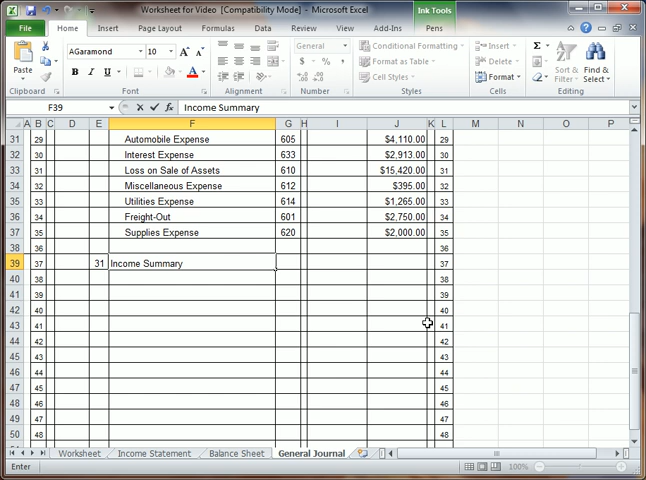 Worksheet for Video [Compatibility Mode] - Microsoft Excel
Ink Tools
File Home Insert Page Layout Formulas Data Review View Add-Ins Pens
Paste
AGaramond 10
B I U
General
$ % ,
Conditional Formatting
Format as Table
Cell Styles
Format
Sort & Filter
Find & Select
Clipboard Font Alignment Number Styles Cells Editing
F39 Income Summary
A B C D E F G H I J K L M N O P
31 29 Automobile Expense 605 $4,110.00 29
32 30 Interest Expense 633 $2,913.00 30
33 31 Loss on Sale of Assets 610 $15,420.00 31
34 32 Miscellaneous Expense 612 $395.00 32
35 33 Utilities Expense 614 $1,265.00 33
36 34 Freight-Out 601 $2,750.00 34
37 35 Supplies Expense 620 $2,000.00 35
38 36 36
39 37 31 Income Summary 37
40 38 38
41 39 39
42 40 40
43 41 41
44 42 42
45 43 43
46 44 44
47 45 45
48 46 46
49 47 47
50 48 48
Worksheet Income Statement Balance Sheet General Journal
Enter 100%